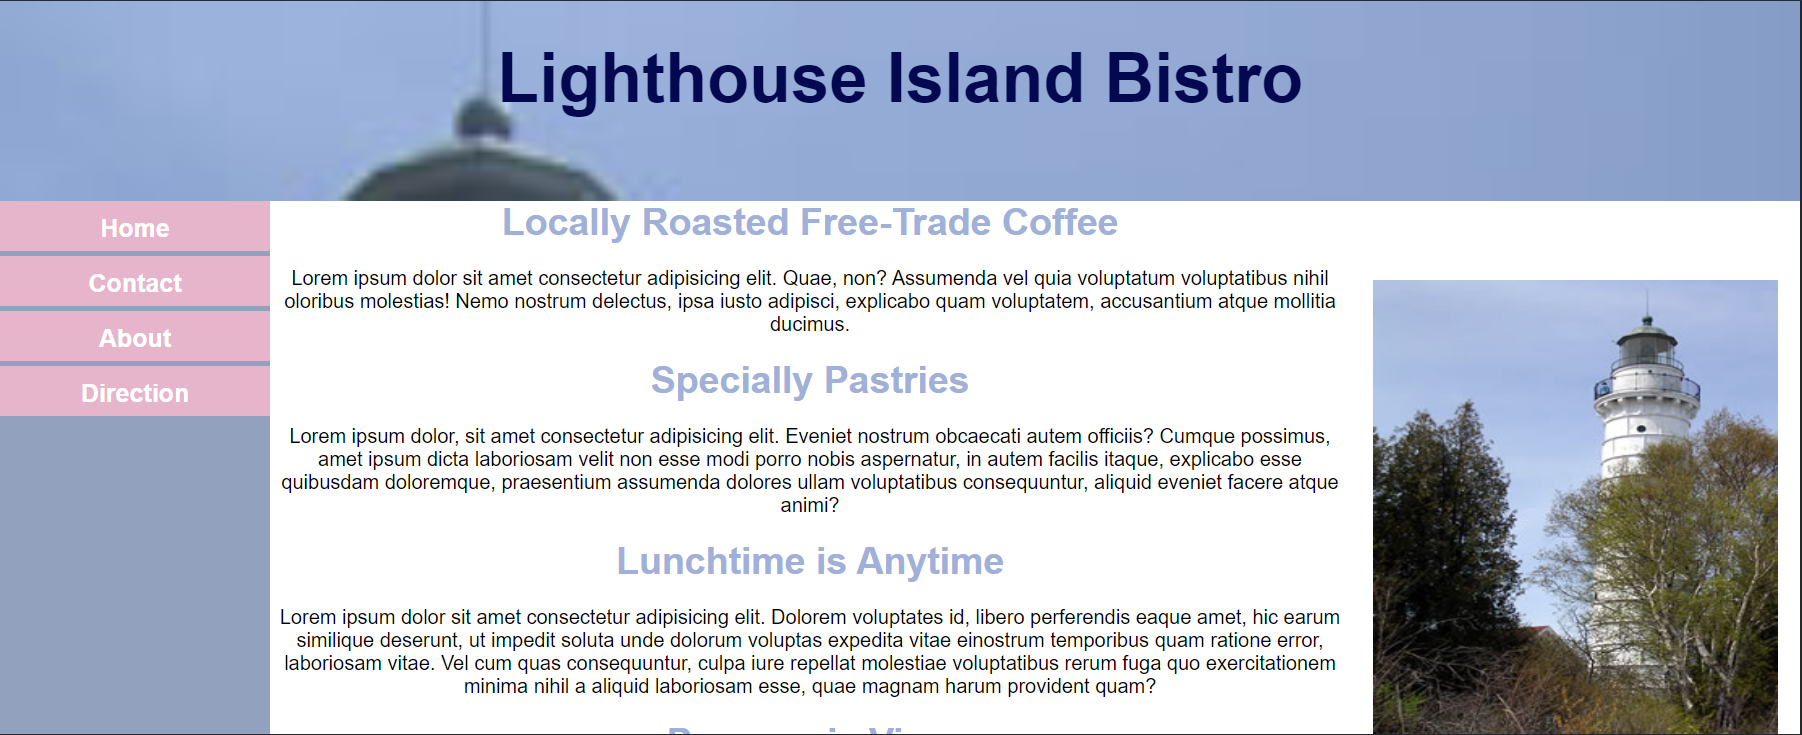 Lighthouse Island Bistro
Home
Contact
About
Direction
Locally Roasted Free-Trade Coffee
Lorem ipsum dolor sit amet consectetur adipisicing elit. Quae, non? Assumenda vel quia voluptatum voluptatibus nihil
oloribus molestias! Nemo nostrum delectus, ipsa iusto adipisci, explicabo quam voluptatem, accusantium atque mollitia
ducimus.
Specially Pastries
Lorem ipsum dolor, sit amet consectetur adipisicing elit. Eveniet nostrum obcaecati autem officiis? Cumque possimus,
amet ipsum dicta laboriosam velit non esse modi porro nobis aspernatur, in autem facilis itaque, explicabo esse
quibusdam doloremque, praesentium assumenda dolores ullam voluptatibus consequuntur, aliquid eveniet facere atque
animi?
Lunchtime is Anytime
Lorem ipsum dolor sit amet consectetur adipisicing elit. Dolorem voluptates id, libero perferendis eaque amet, hic earum
similique deserunt, ut impedit soluta unde dolorum voluptas expedita vitae einostrum temporibus quam ratione error,
laboriosam vitae. Vel cum quas consequuntur, culpa iure repellat molestiae voluptatibus rerum fuga quo exercitationem
minima nihil a aliquid laboriosam esse, quae magnam harum provident quam?